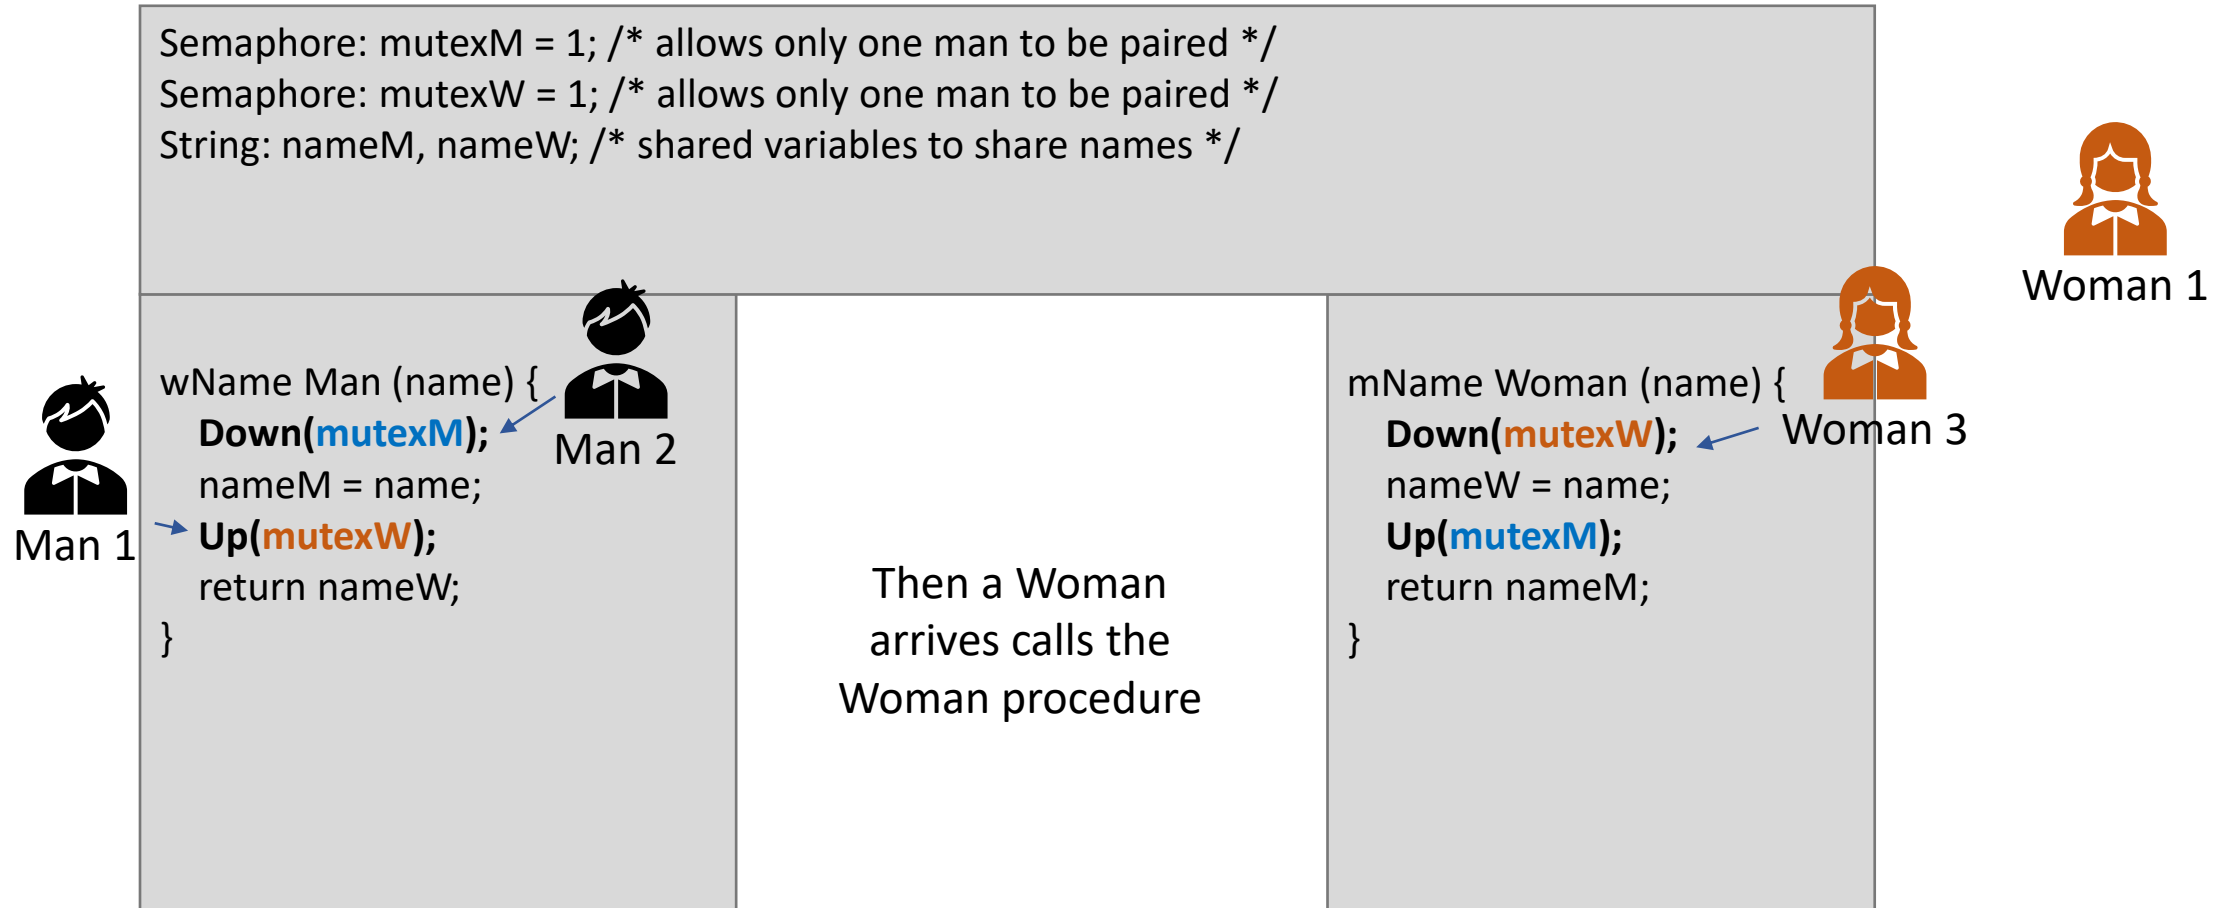 Semaphore: mutexM = 1; /* allows only one man to be paired */
Semaphore: mutexW = 1; /* allows only one man to be paired */
String: nameM, nameW; /* shared variables to share names */
Woman 1
wName Man (name) {
Down(mutexM);
nameM = name;
Up(mutexW);
return nameW;
}
Man 1
Man 2
Then a Woman
arrives calls the
Woman procedure
mName Woman (name) {
Down(mutexW);
nameW = name;
Up(mutexM);
return nameM;
}
Woman 3